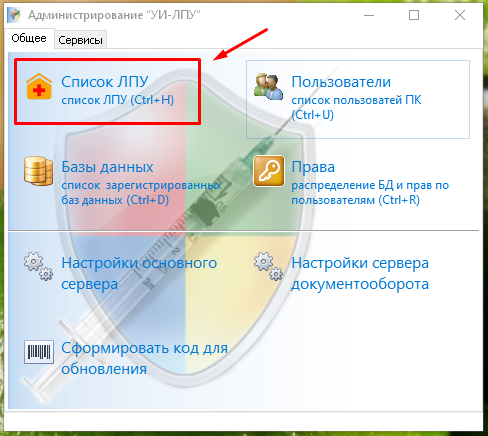 Администрирование "УИ-ЛПУ"
Общее Сервисы
Список ЛПУ
список ЛПУ (Ctrl+H)
Пользователи
список пользоватей ПК
(Ctrl+U)
Базы данных
список зарегистрированных
баз данных (Ctrl+D)
Права
распределение БД и прав по
пользователям (Ctrl+R)
Настройки основного
сервера
Настройки сервера
документооборота
Сформировать код для
обновления